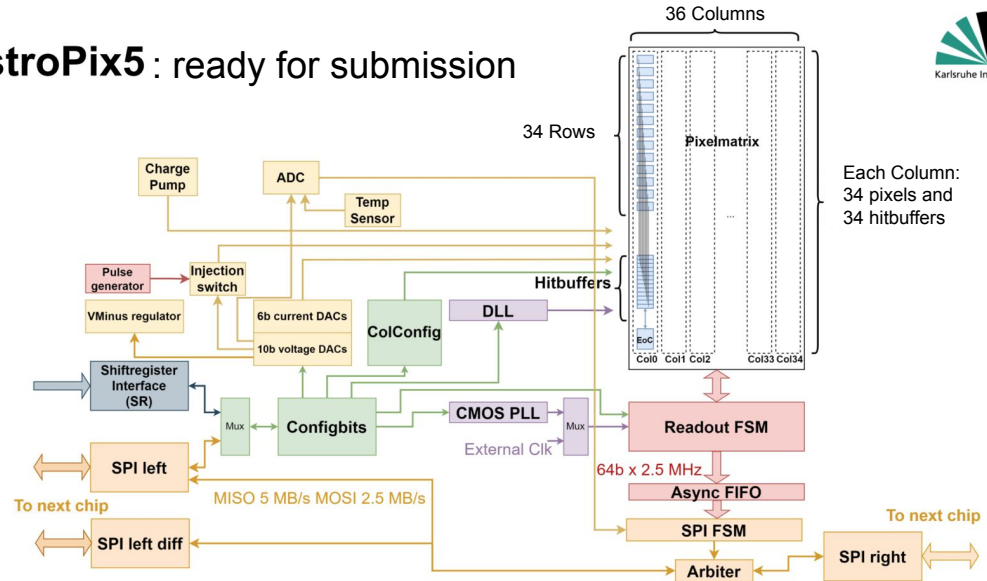 36 Columns
stroPix5 : ready for submission
Karlsruhe In
34 Rows
Pixelmatrix
Each Column:
34 pixels and
34 hitbuffers
...
Charge
Pump
ADC
Temp
Sensor
Pulse
generator
Injection
switch
Hitbuffers
VMinus regulator
6b current DACs
10b voltage DACs
ColConfig
DLL
EoC
Col0
Col1
Col2
Col33
Col34
Shiftregister
Interface
(SR)
Mux
Configbits
CMOS PLL
External Clk
Mux
Readout FSM
64b x 2.5 MHz
SPI left
MISO 5 MB/s MOSI 2.5 MB/s
Async FIFO
To next chip
SPI left diff
SPI FSM
Arbiter
SPI right
To next chip